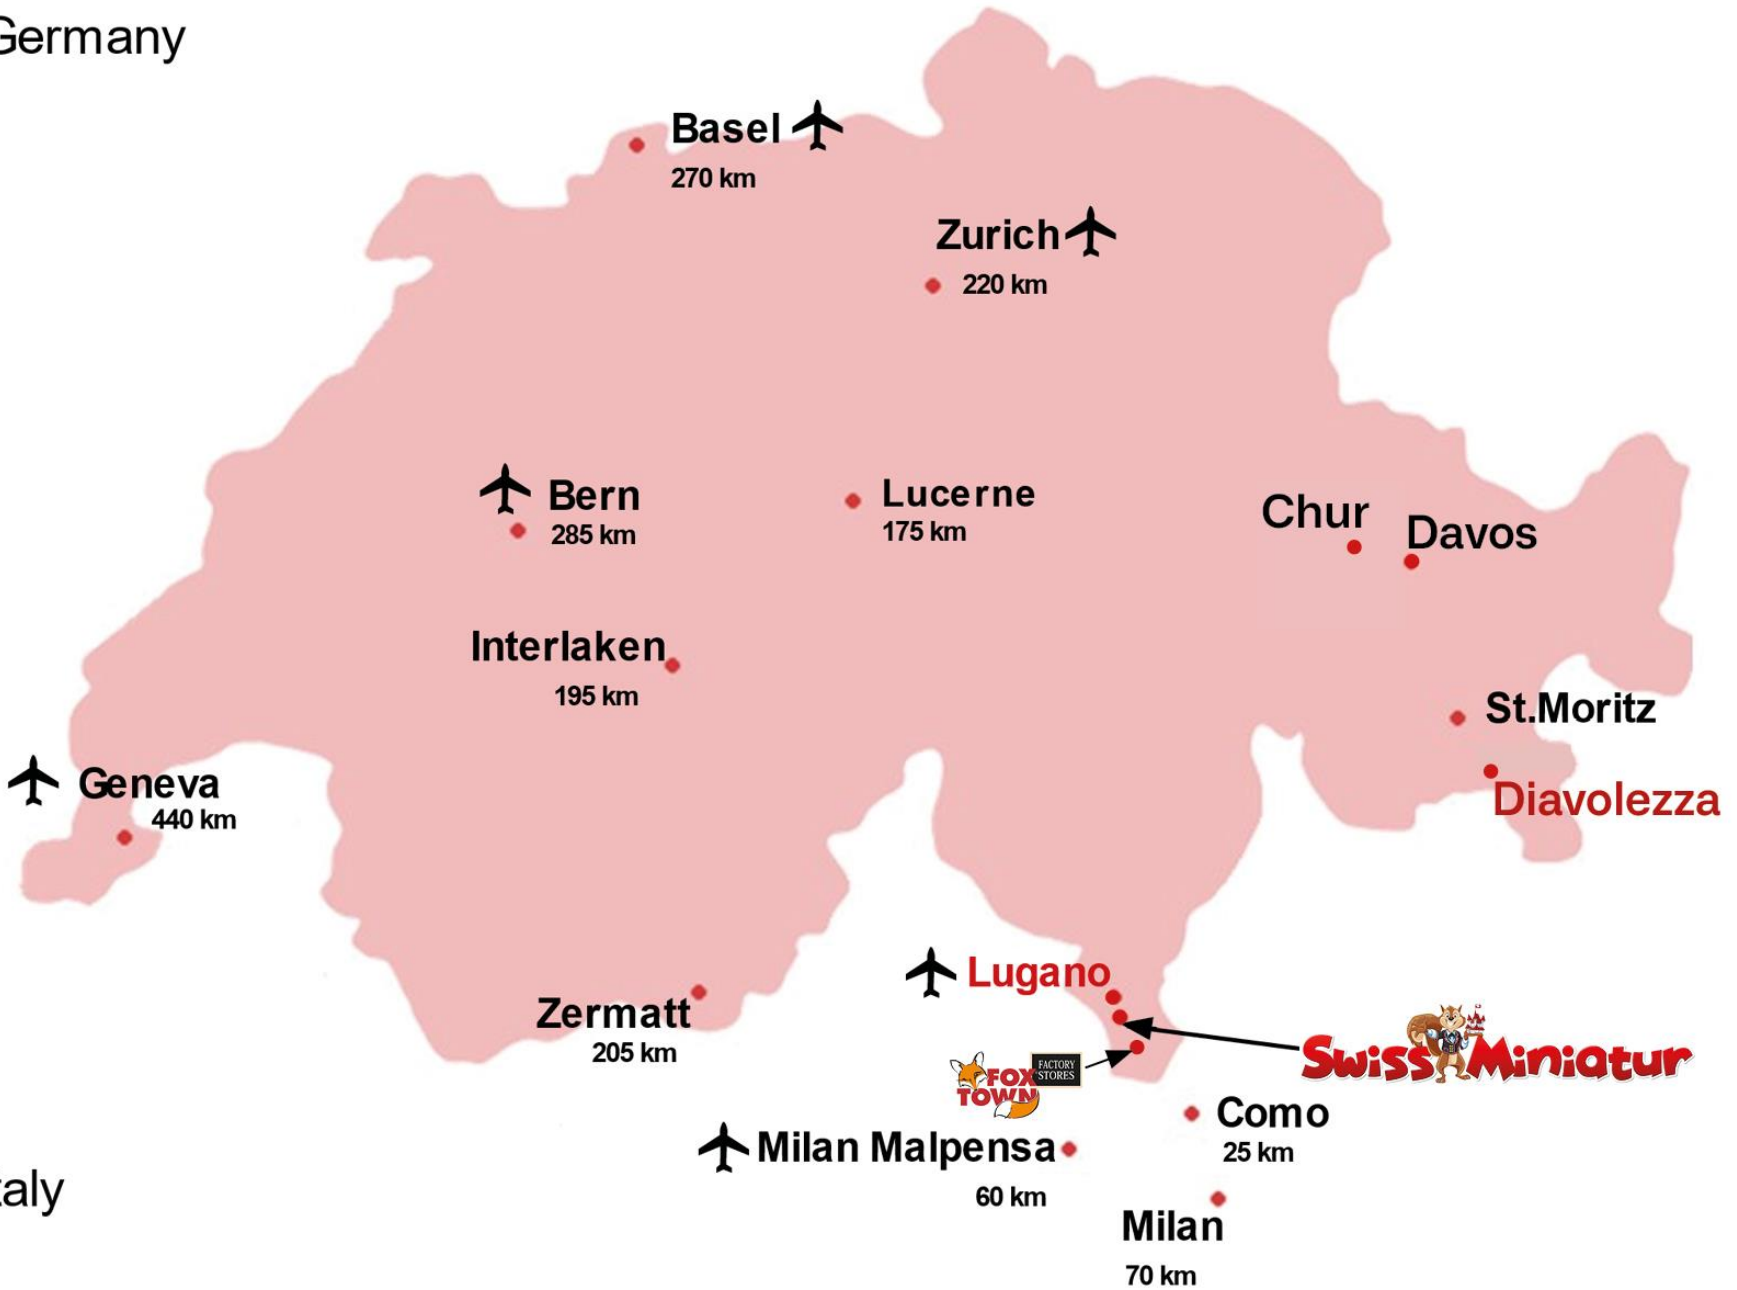 Germany
Basel
270 km
Zurich
220 km
Bern
285 km
Lucerne
175 km
Chur
Davos
Interlaken
195 km
St.Moritz
Geneva
440 km
Diavolezza
Lugano
Zermatt
205 km
Swiss Miniatur
FOX
TOWN
FACTORY
STORES
Como
25 km
Milan Malpensa
60 km
taly
Milan
70 km